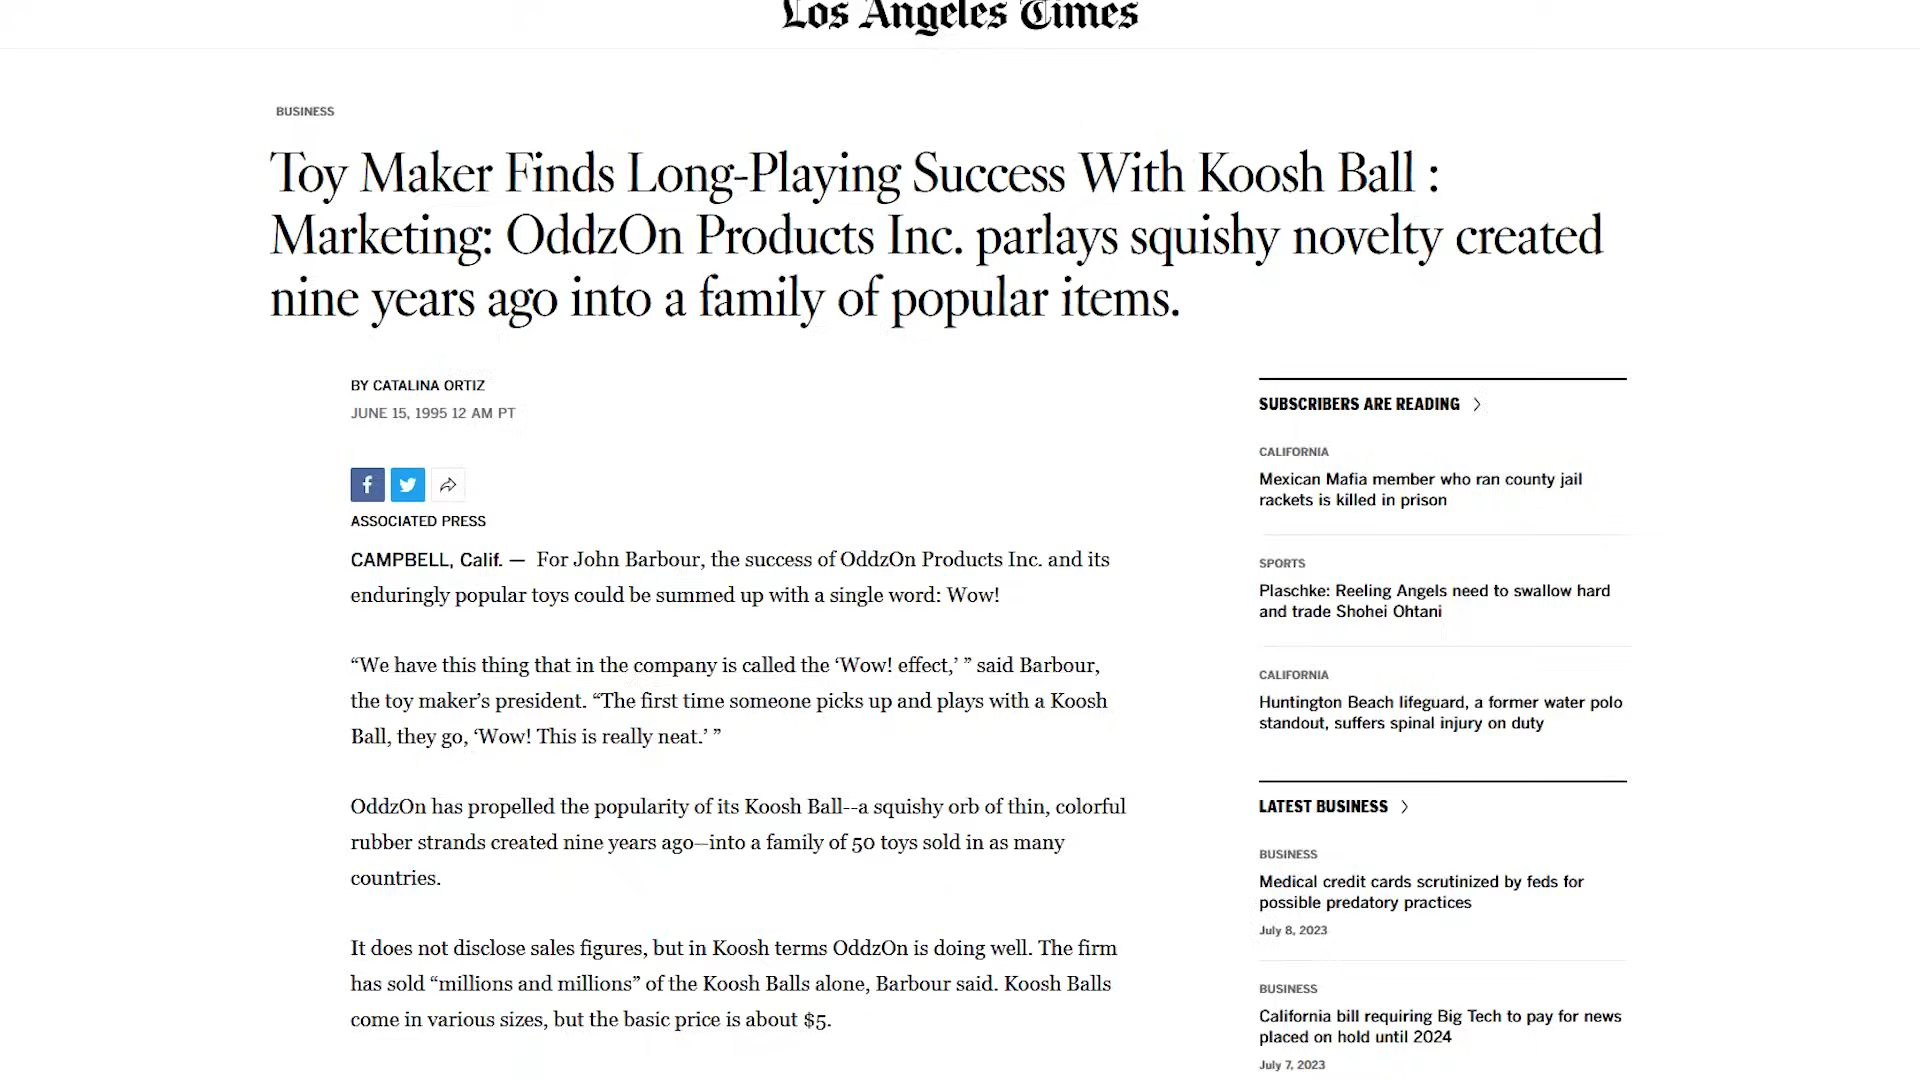 Los Angeles Times
BUSINESS
Toy Maker Finds Long-Playing Success With Koosh Ball :
Marketing: OddzOn Products Inc. parlays squishy novelty created
nine years ago into a family of popular items.
BY CATALINA ORTIZ
JUNE 15, 1995 12 AM PT
ASSOCIATED PRESS
CAMPBELL, Calif. — For John Barbour, the success of OddzOn Products Inc. and its
enduringly popular toys could be summed up with a single word: Wow!
“We have this thing that in the company is called the ‘Wow! effect,’ ” said Barbour,
the toy maker’s president. “The first time someone picks up and plays with a Koosh
Ball, they go, ‘Wow! This is really neat.’ ”
OddzOn has propelled the popularity of its Koosh Ball--a squishy orb of thin, colorful
rubber strands created nine years ago—into a family of 50 toys sold in as many
countries.
It does not disclose sales figures, but in Koosh terms OddzOn is doing well. The firm
has sold “millions and millions” of the Koosh Balls alone, Barbour said. Koosh Balls
come in various sizes, but the basic price is about $5.
SUBSCRIBERS ARE READING
CALIFORNIA
Mexican Mafia member who ran county jail
rackets is killed in prison
SPORTS
Plaschke: Reeling Angels need to swallow hard
and trade Shohei Ohtani
CALIFORNIA
Huntington Beach lifeguard, a former water polo
standout, suffers spinal injury on duty
LATEST BUSINESS
BUSINESS
Medical credit cards scrutinized by feds for
possible predatory practices
July 8, 2023
BUSINESS
California bill requiring Big Tech to pay for news
placed on hold until 2024
July 7, 2023